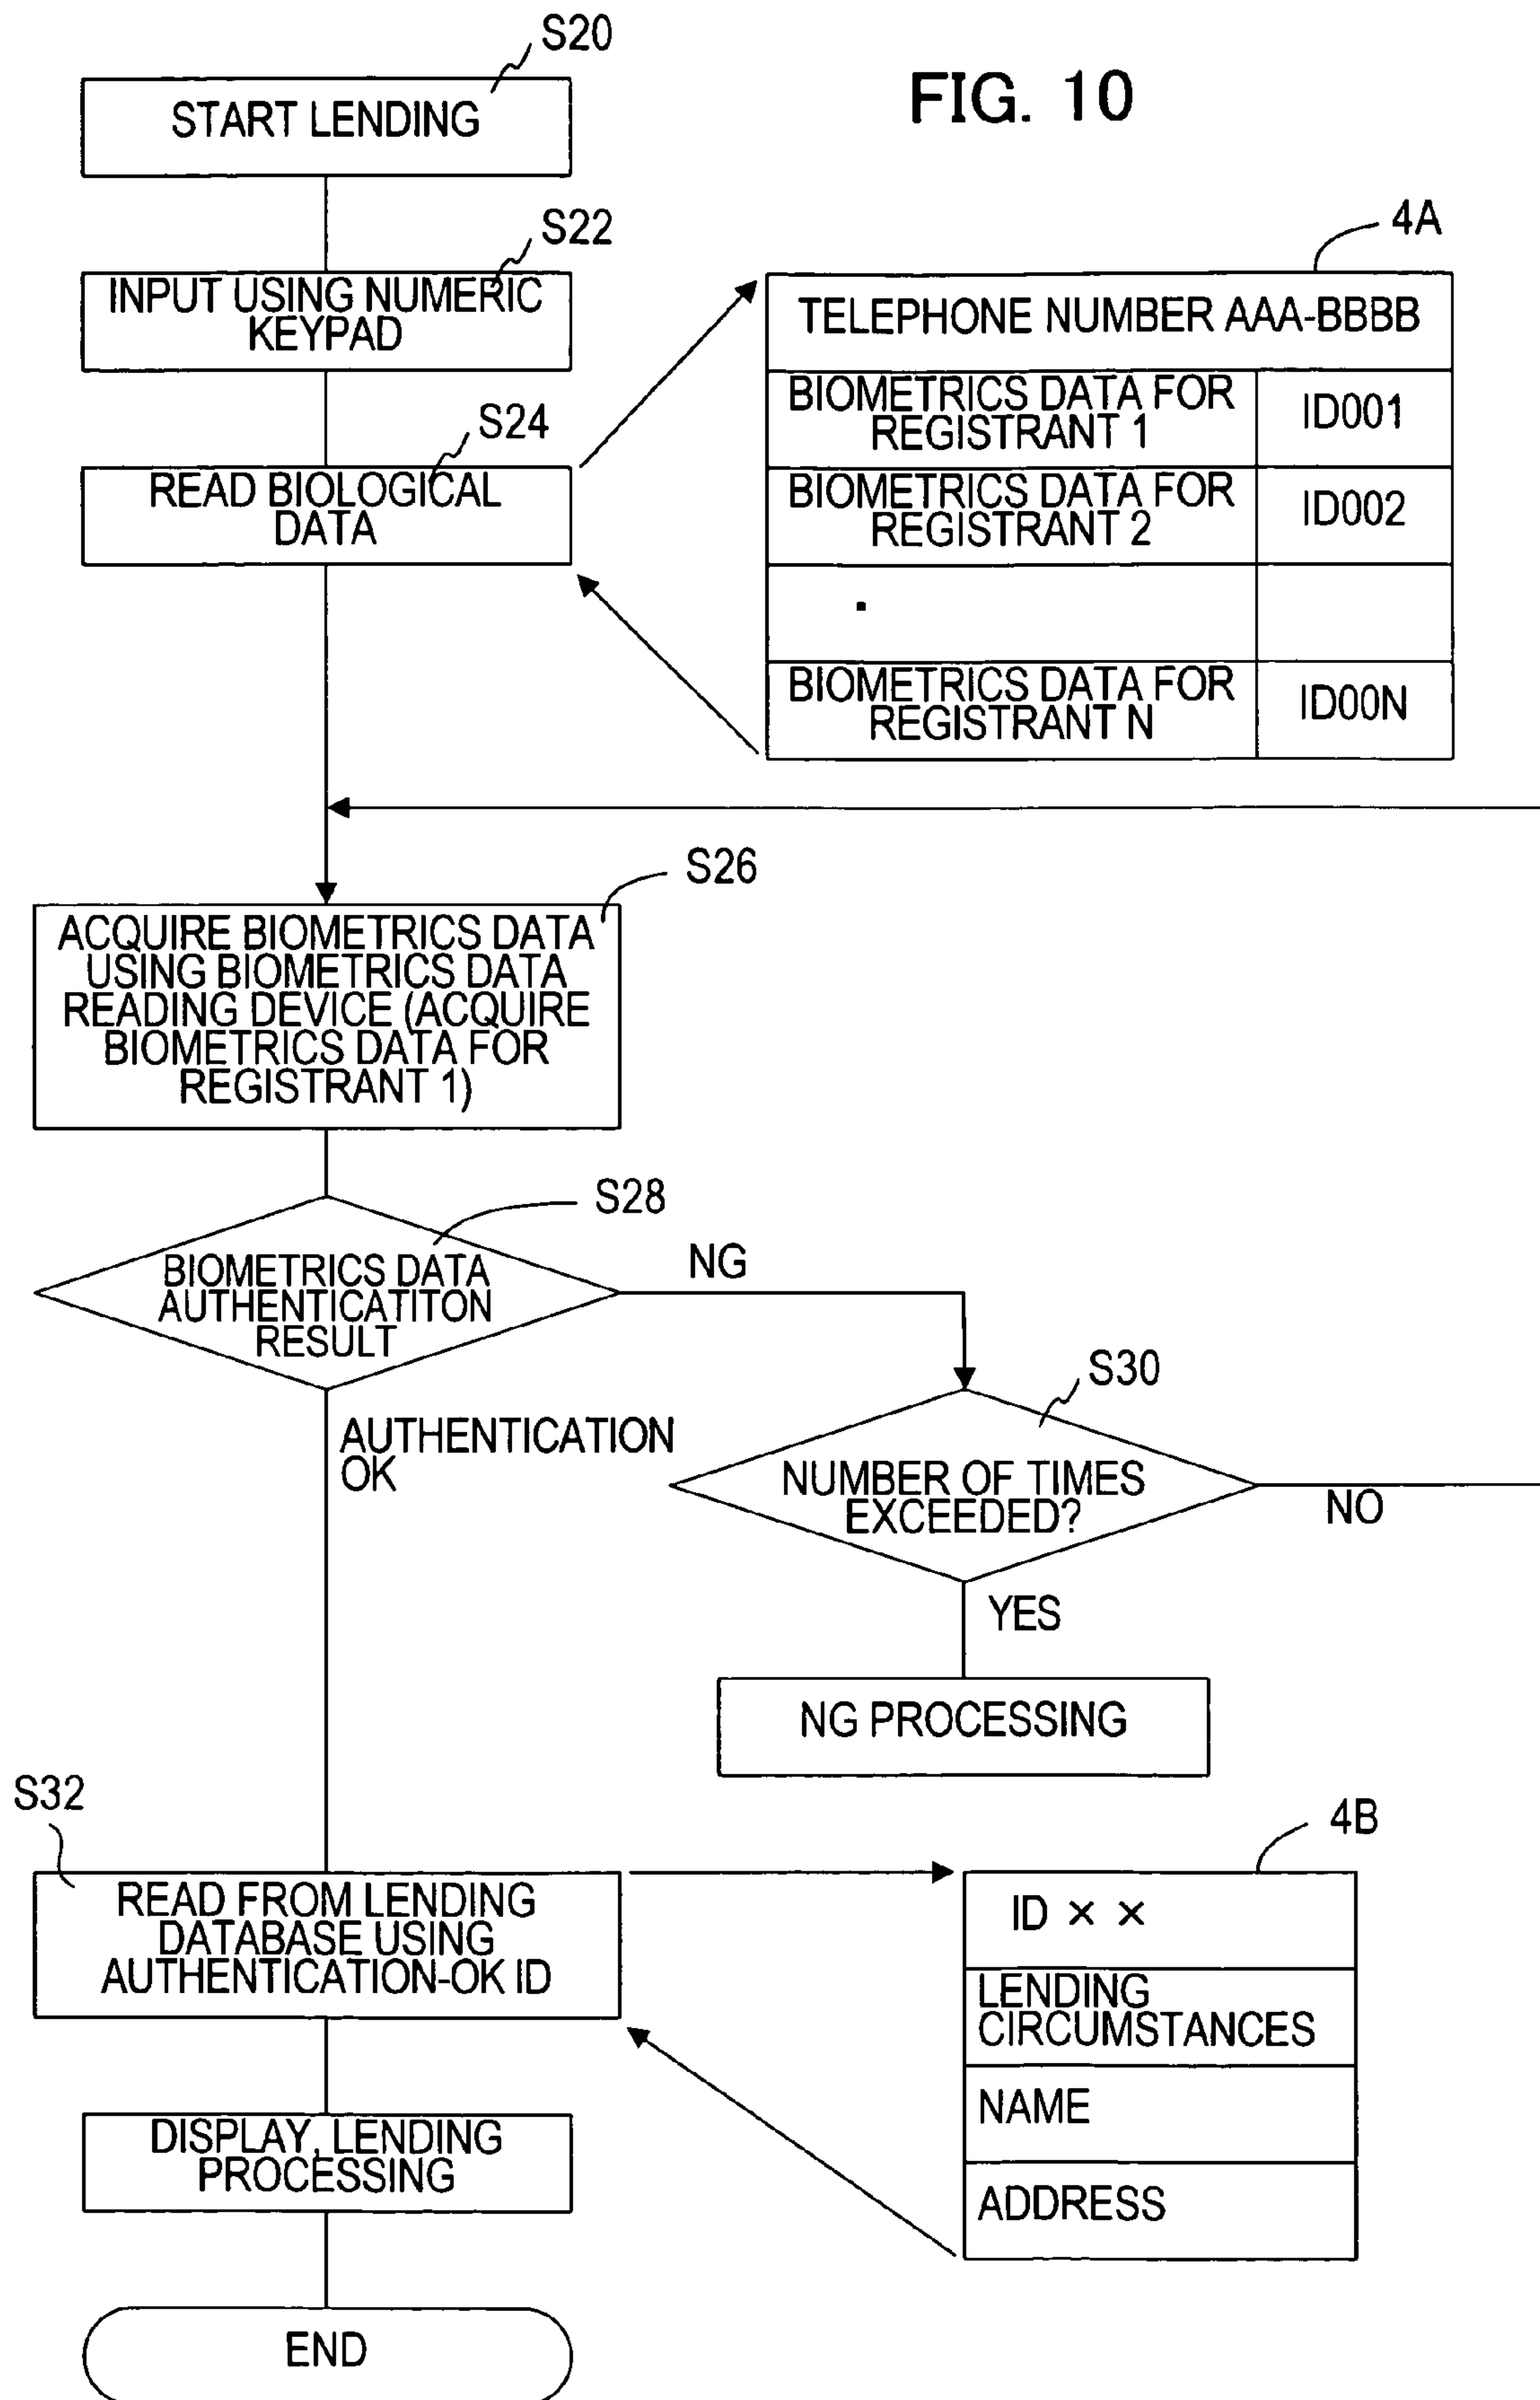 FIG. 10
S20
START LENDING
S22
INPUT USING NUMERIC
KEYPAD
S24
READ BIOLOGICAL
DATA
4A
TELEPHONE NUMBER AAA-BBBB
BIOMETRICS DATA FOR
REGISTRANT 1
ID001
BIOMETRICS DATA FOR
REGISTRANT 2
ID002
.
BIOMETRICS DATA FOR
REGISTRANT N
ID00N
S26
ACQUIRE BIOMETRICS DATA
USING BIOMETRICS DATA
READING DEVICE (ACQUIRE
BIOMETRICS DATA FOR
REGISTRANT 1)
S28
BIOMETRICS DATA
AUTHENTICATITON
RESULT
NG
AUTHENTICATION
OK
S30
NUMBER OF TIMES
EXCEEDED?
NO
YES
NG PROCESSING
S32
READ FROM LENDING
DATABASE USING
AUTHENTICATION-OK ID
4B
ID × ×
LENDING
CIRCUMSTANCES
NAME
ADDRESS
DISPLAY, LENDING
PROCESSING
END